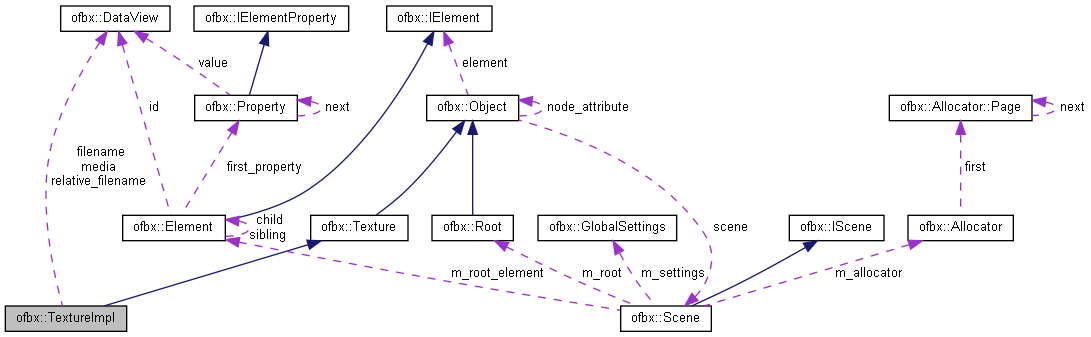 ofbx::DataView
ofbx::IElementProperty
ofbx::IElement
value
element
id
ofbx::Property
next
ofbx::Object
node_attribute
ofbx::Allocator::Page
next
filename
media
relative_filename
first_property
first
child
sibling
ofbx::Element
ofbx::Texture
ofbx::Root
ofbx::GlobalSettings
scene
ofbx::IScene
ofbx::Allocator
m_root_element
m_root
m_settings
m_allocator
ofbx::TextureImpl
ofbx::Scene